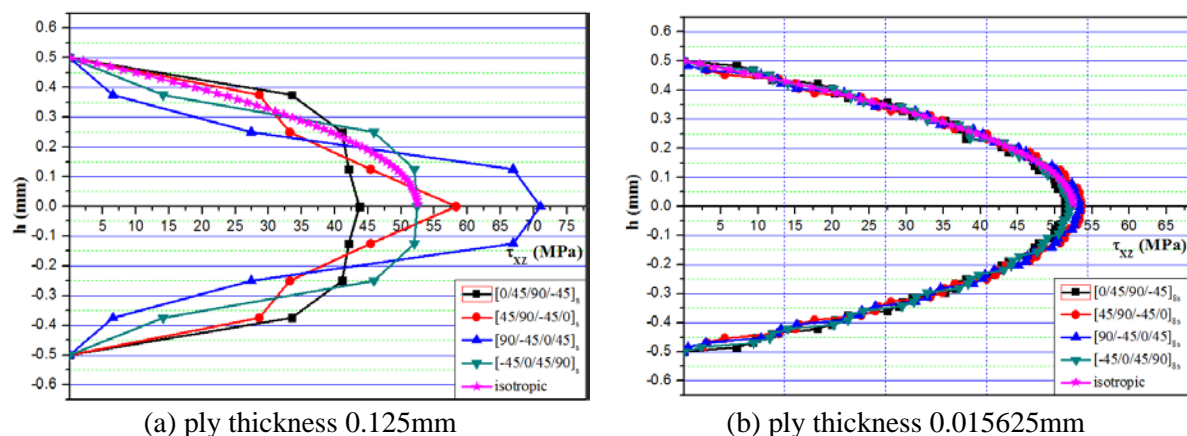 0.6
0.5
0.4
0.3
0.2
0.1
0.0
-0.1
-0.2
-0.3
-0.4
-0.5
-0.6
h (mm)
5 10 15 20 25 30 35 40 45 50 55 60 65 70 75
τxz (MPa)
[0/45/90/-45]s
[45/90/-45/0]s
[90/-45/0/45]s
[-45/0/45/90]s
isotropic
(a) ply thickness 0.125mm
0.6
0.5
0.4
0.3
0.2
0.1
0.0
-0.1
-0.2
-0.3
-0.4
-0.5
-0.6
h (mm)
5 10 15 20 25 30 35 40 45 50 55 60 65 70 75
τxz (MPa)
[0/45/90/-45]8s
[45/90/-45/0]8s
[90/-45/0/45]8s
[-45/0/45/90]8s
isotropic
(b) ply thickness 0.015625mm